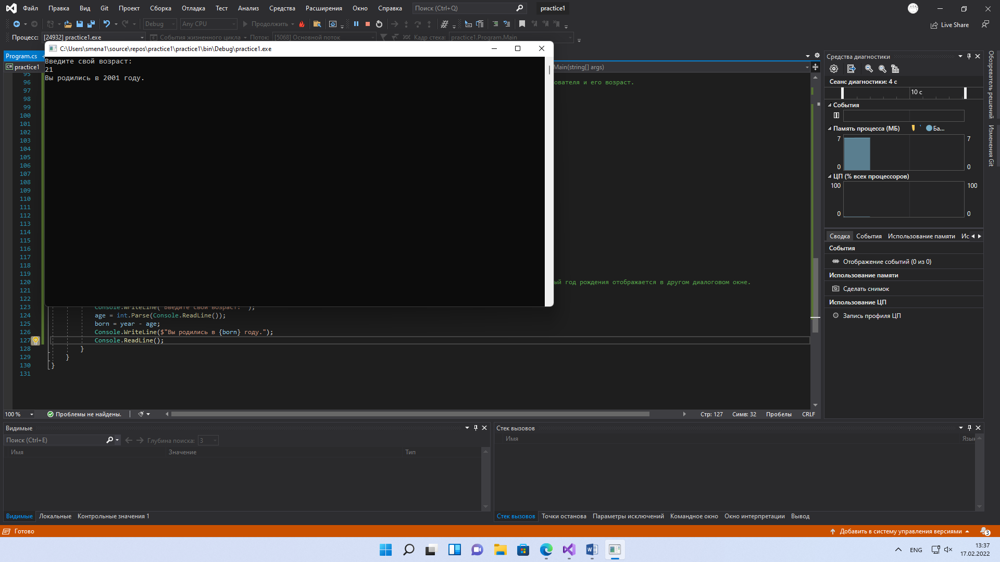 Файл Правка Вид Git Проект Сборка Отладка Тест Анализ Средства Расширения Окно Справка Поиск (Ctrl+Q) practice1
Debug Any CPU Продолжить Live Share
Процесс: [24932] practice1.exe События жизненного цикла Поток: [5068] Основной поток Кадр стека: practice1.Program.Main
C:\Users\smena1\source\repos\practice1\practice1\bin\Debug\practice1.exe
Введите свой возраст:
21
Вы родились в 2001 году.
Program.cs
practice1
Main(string[] args)
95
96 ователя и его возраст.
97
98
99
100
101
102
103
104
105
106
107
108
109
110
111
112
113
114
115
116
117
118
119
120 ый год рождения отображается в другом диалоговом окне.
121
122
123 Console.WriteLine("Введите свой возраст: ");
124 age = int.Parse(Console.ReadLine());
125 born = year - age;
126 Console.WriteLine($"Вы родились в {born} году.");
127 Console.ReadLine();
128 }
129 }
130 }
131
100 % Проблемы не найдены. Стр: 127 Симв: 32 Пробелы CRLF
Средства диагностики
Сеанс диагностики: 4 с
10 с
События
Память процесса (МБ) Ба...
7 7
0 0
ЦП (% всех процессоров)
100 100
0 0
Сводка События Использование памяти Ис
События
Отображение событий (0 из 0)
Использование памяти
Сделать снимок
Использование ЦП
Запись профиля ЦП
Обозреватель решений
Изменения Git
Видимые
Поиск (Ctrl+E) Глубина поиска: 3
Имя Значение Тип
Видимые Локальные Контрольные значения 1
Стек вызовов
Имя Язык
Стек вызовов Точки останова Параметры исключений Командное окно Окно интерпретации Вывод
Готово Добавить в систему управления версиями 3
ENG 13:37
17.02.2022